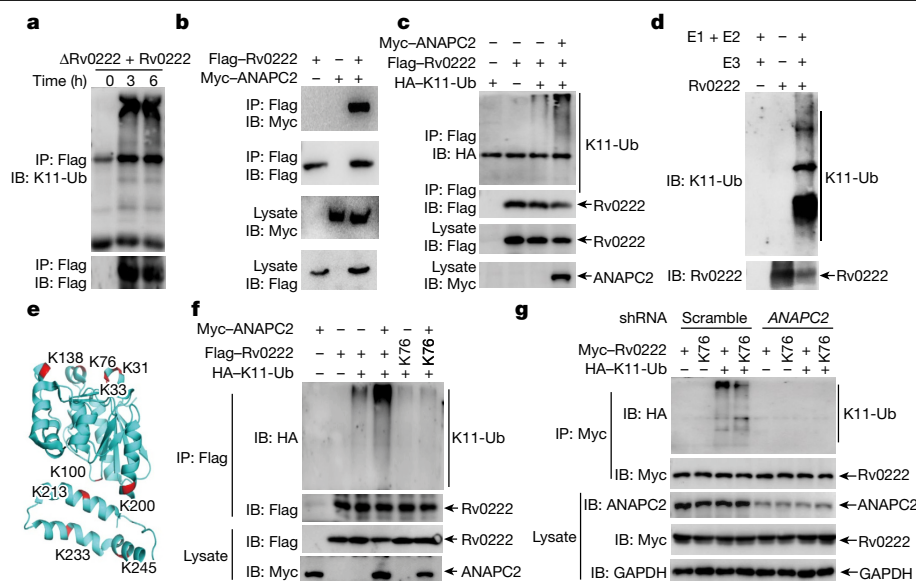 a
ΔRv0222 + Rv0222
Time (h) 0 3 6
IP: Flag
IB: K11-Ub
IP: Flag
IB: Flag
b
Flag–Rv0222 + − +
Myc–ANAPC2 − + +
IP: Flag
IB: Myc
IP: Flag
IB: Flag
Lysate
IB: Myc
Lysate
IB: Flag
c
Myc–ANAPC2 − − − +
Flag–Rv0222 − + + +
HA–K11-Ub + − + +
IP: Flag
IB: HA
K11-Ub
IP: Flag
IB: Flag
Rv0222
Lysate
IB: Flag
Rv0222
Lysate
IB: Myc
ANAPC2
d
E1 + E2 + − +
E3 + − +
Rv0222 − + +
IB: K11-Ub
K11-Ub
IB: Rv0222
Rv0222
e
K138 K76 K31
K33
K100
K213
K200
K233
K245
f
Myc–ANAPC2 + − − + − +
Flag–Rv0222 − + + + K76 K76
HA–K11-Ub − − + + + +
IP: Flag
IB: HA
K11-Ub
IB: Flag
Rv0222
Lysate
IB: Flag
Rv0222
IB: Myc
ANAPC2
g
shRNA Scramble ANAPC2
Myc–Rv0222 + K76 + K76 + K76 + K76
HA–K11-Ub − − + + − − + +
IP: Myc
IB: HA
K11-Ub
IB: Myc
Rv0222
Lysate
IB: ANAPC2
ANAPC2
IB: Myc
Rv0222
IB: GAPDH
GAPDH